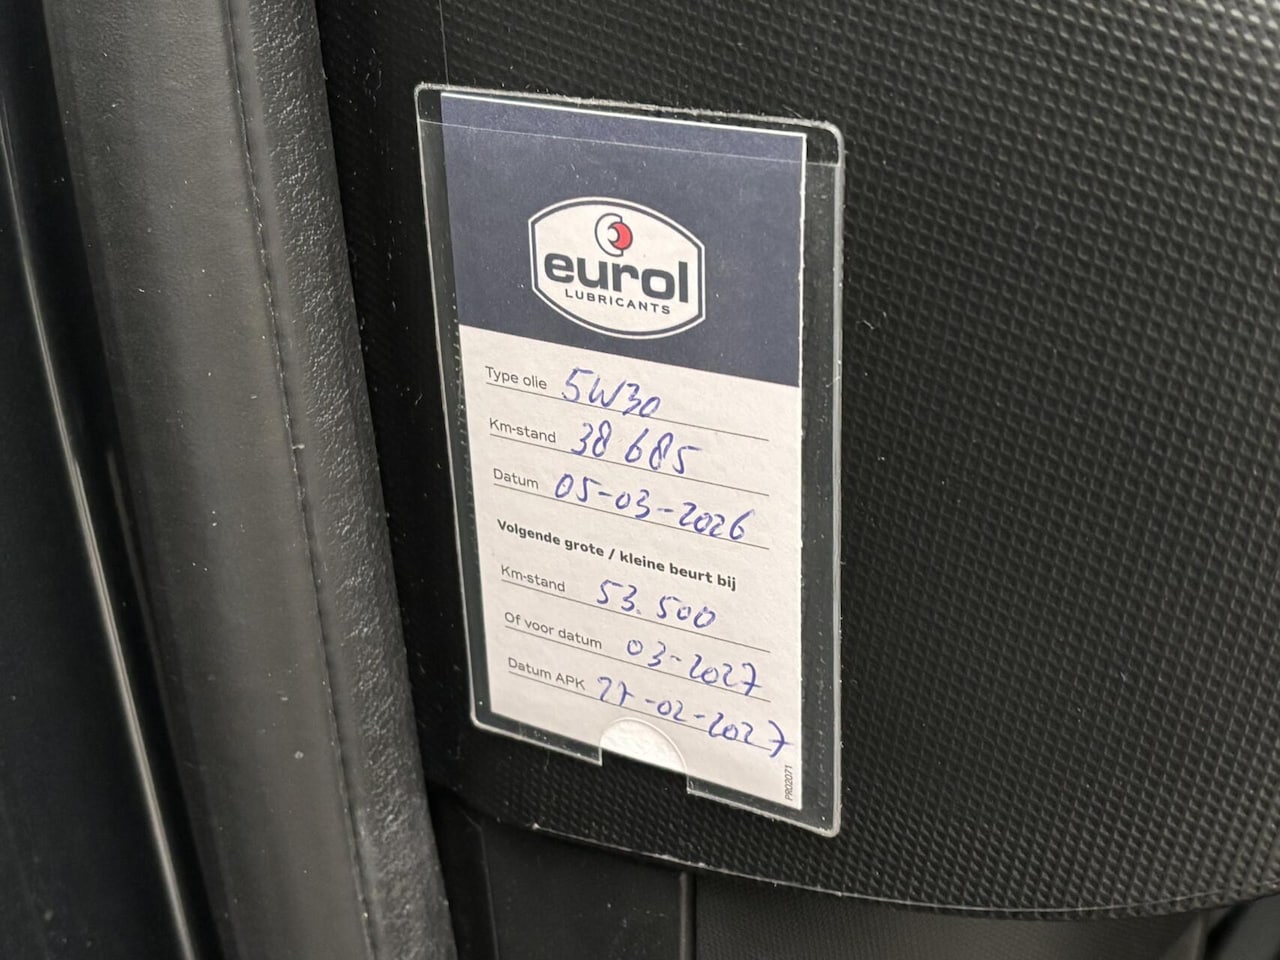 eurol
LUBRICANTS
Type olie 5W30
Km-stand 38 685
Datum 05-03-2026
Volgende grote / kleine beurt bij
Km-stand 53.500
Of voor datum 03-2027
Datum APK 27-02-2027
PR02071